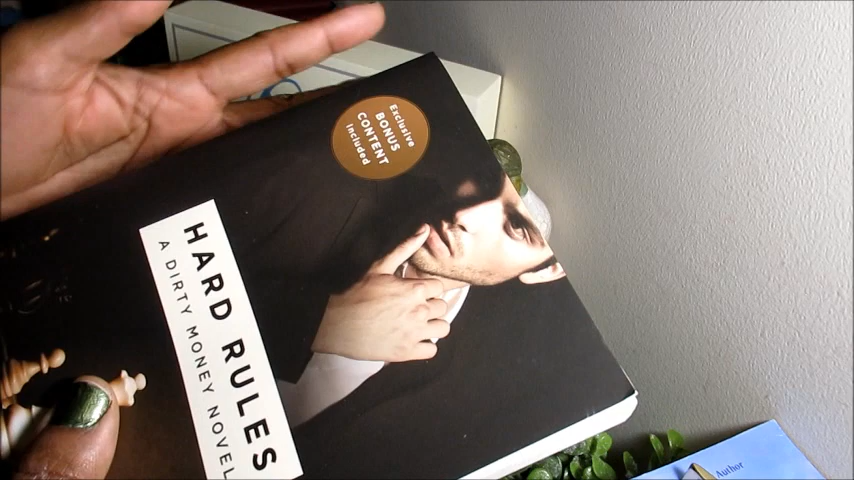 Exclusive
BONUS
CONTENT
Included
HARD RULES
A DIRTY MONEY NOVEL
Author